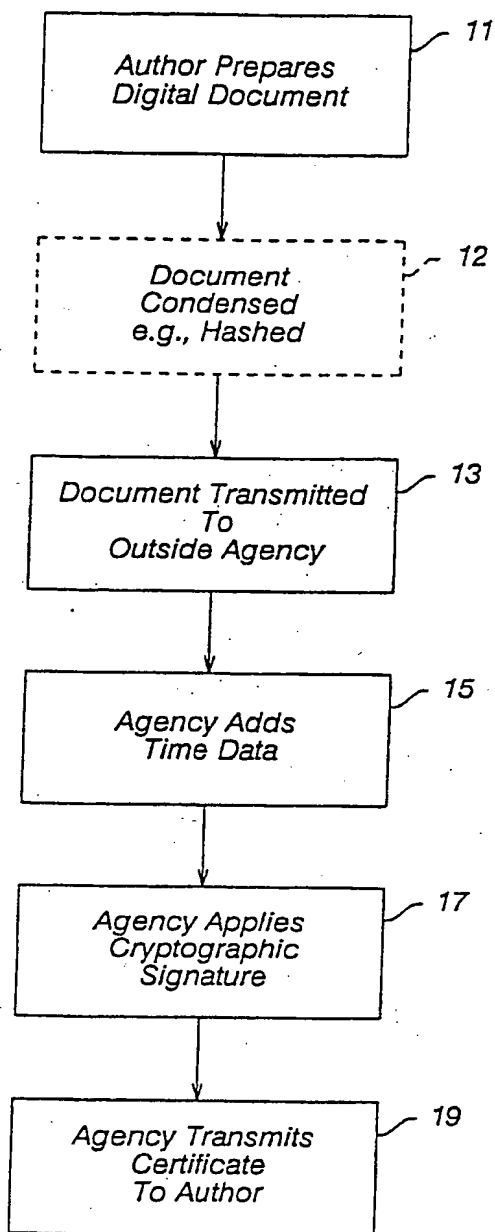 11
Author Prepares
Digital Document
12
Document
Condensed
e.g., Hashed
13
Document Transmitted
To
Outside Agency
15
Agency Adds
Time Data
17
Agency Applies
Cryptographic
Signature
19
Agency Transmits
Certificate
To Author